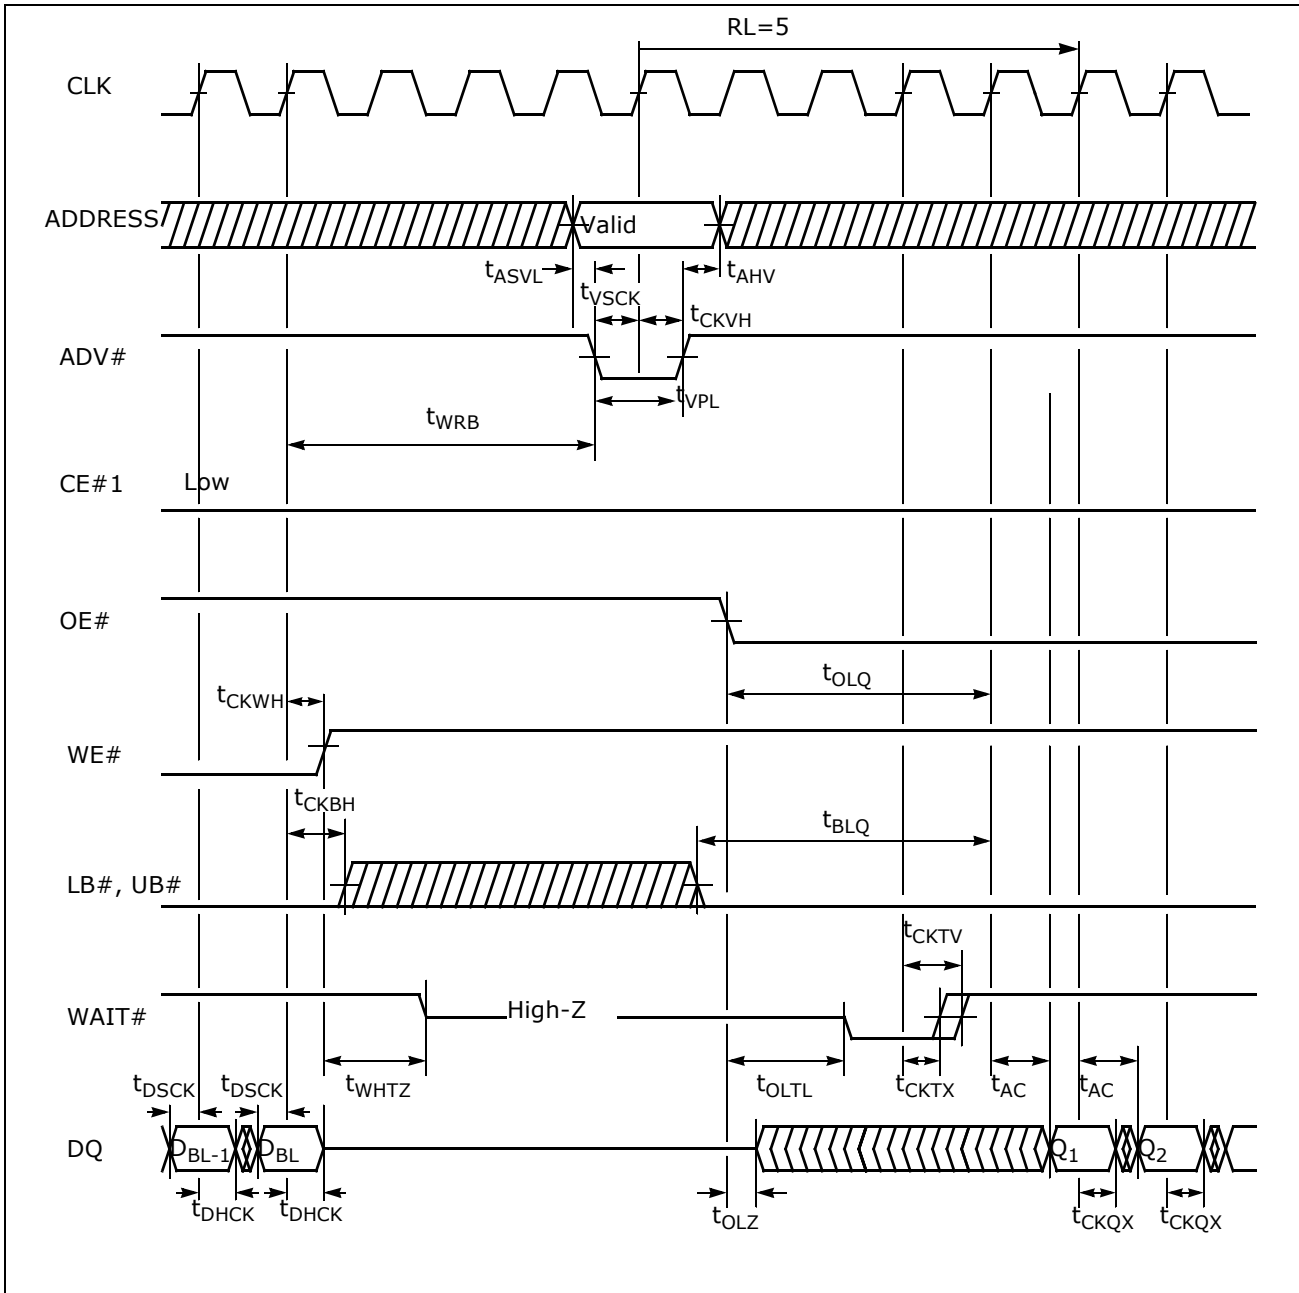 RL=5
CLK
ADDRESS
Valid
tASVL
tAHV
tVSCK
tCKVH
ADV#
tVPL
tWRB
CE#1
Low
OE#
tOLQ
tCKWH
WE#
tCKBH
tBLQ
LB#, UB#
tCKTV
WAIT#
High-Z
tDSCK
tDSCK
tWHTZ
tOLTL
tCKTX
tAC
tAC
DQ
DBL-1
DBL
Q1
Q2
tDHCK
tDHCK
tOLZ
tCKQX
tCKQX